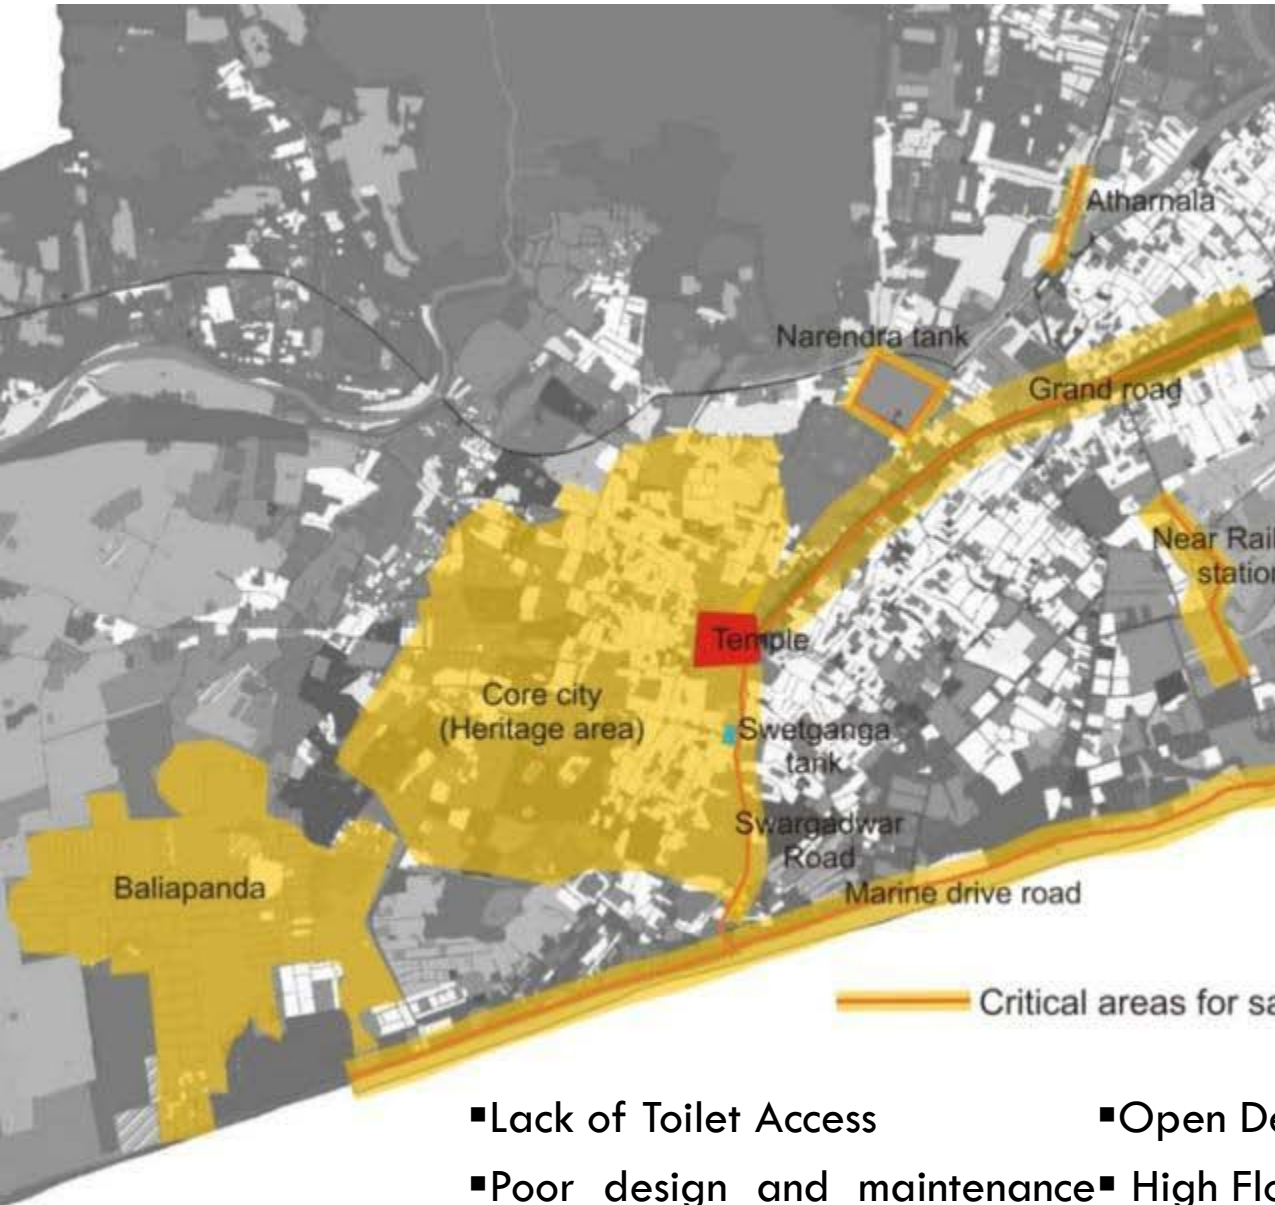 Atharnala
Narendra tank
Grand road
Near Rail
station
Temple
Core city
(Heritage area)
Swetganga
tank
Swargadwar
Road
Baliapanda
Marine drive road
Critical areas for sa
▪Lack of Toilet Access
▪Open De
▪Poor design and maintenance
▪ High Flo